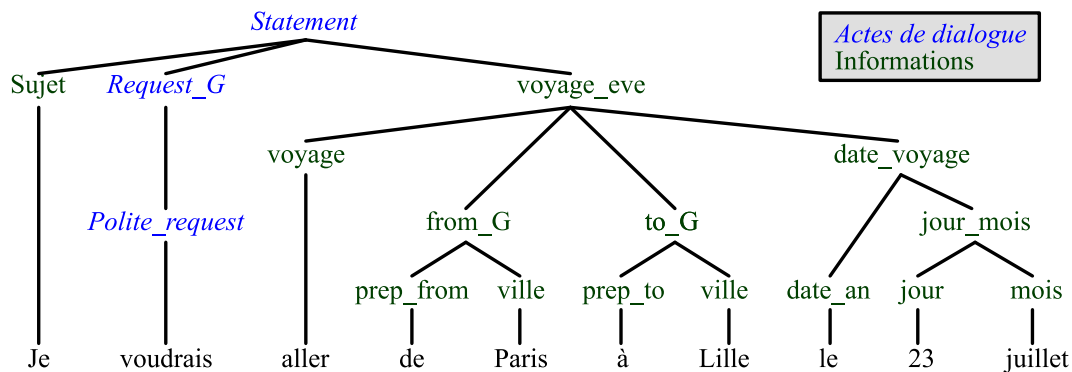 Statement
Actes de dialogue
Informations
Sujet Request_G voyage_eve
voyage date_voyage
Polite_request from_G to_G jour_mois
prep_from ville prep_to ville date_an jour mois
Je voudrais aller de Paris à Lille le 23 juillet